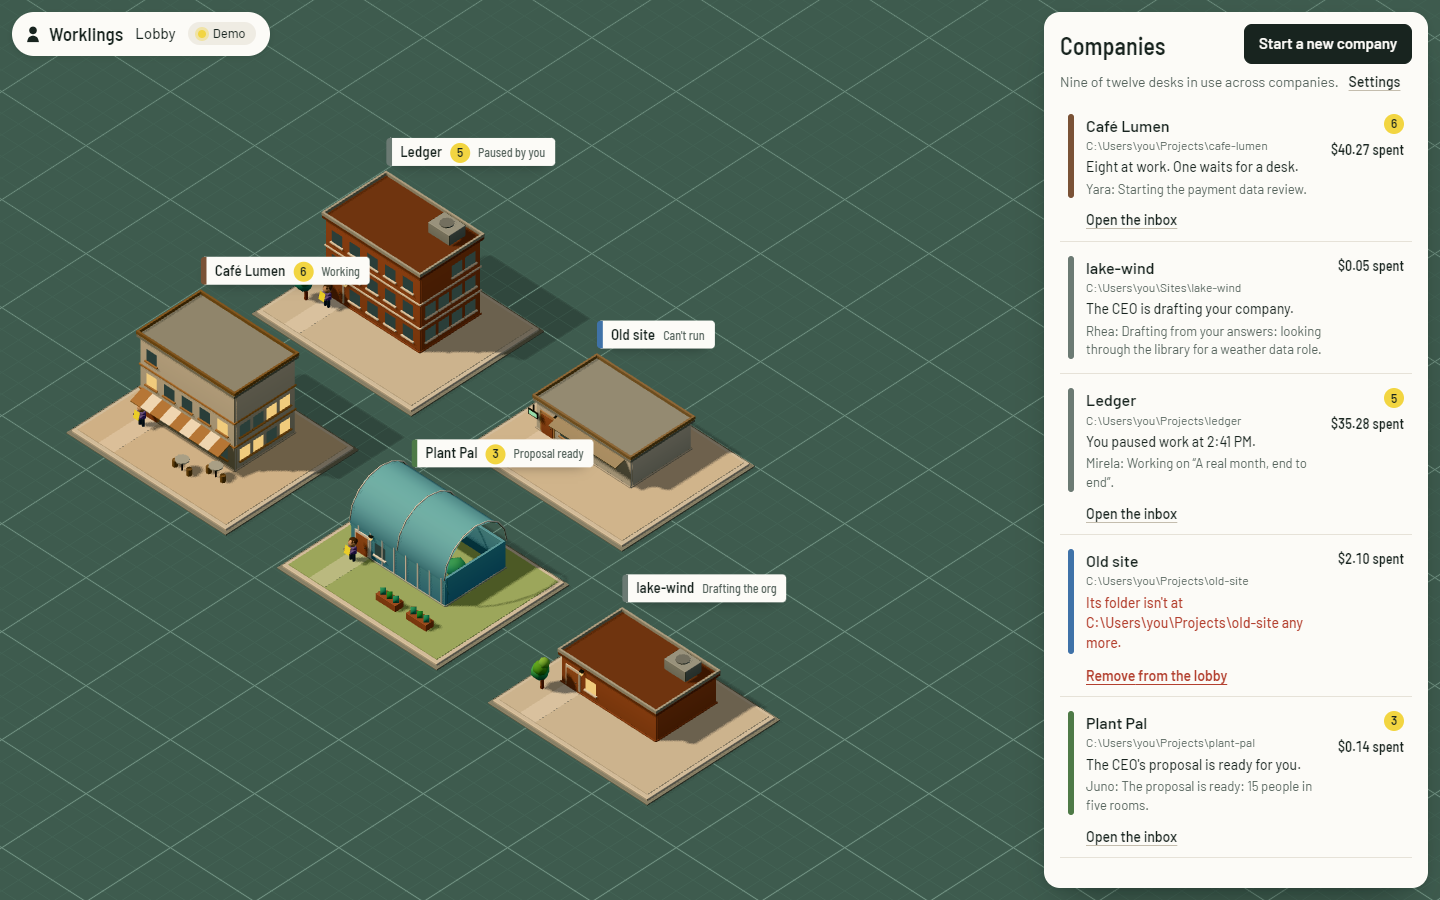 Worklings Lobby Demo
Ledger 5 Paused by you
Café Lumen 6 Working
Old site Can't run
Plant Pal 3 Proposal ready
lake-wind Drafting the org
Companies
Start a new company
Nine of twelve desks in use across companies. Settings
Café Lumen 6
C:\Users\you\Projects\cafe-lumen
$40.27 spent
Eight at work. One waits for a desk.
Yara: Starting the payment data review.
Open the inbox
lake-wind $0.05 spent
C:\Users\you\Sites\lake-wind
The CEO is drafting your company.
Rhea: Drafting from your answers: looking
through the library for a weather data role.
Ledger 5
C:\Users\you\Projects\ledger
$35.28 spent
You paused work at 2:41 PM.
Mirela: Working on “A real month, end to
end”.
Open the inbox
Old site $2.10 spent
C:\Users\you\Projects\old-site
Its folder isn't at
C:\Users\you\Projects\old-site any
more.
Remove from the lobby
Plant Pal 3
C:\Users\you\Projects\plant-pal
$0.14 spent
The CEO's proposal is ready for you.
Juno: The proposal is ready: 15 people in
five rooms.
Open the inbox